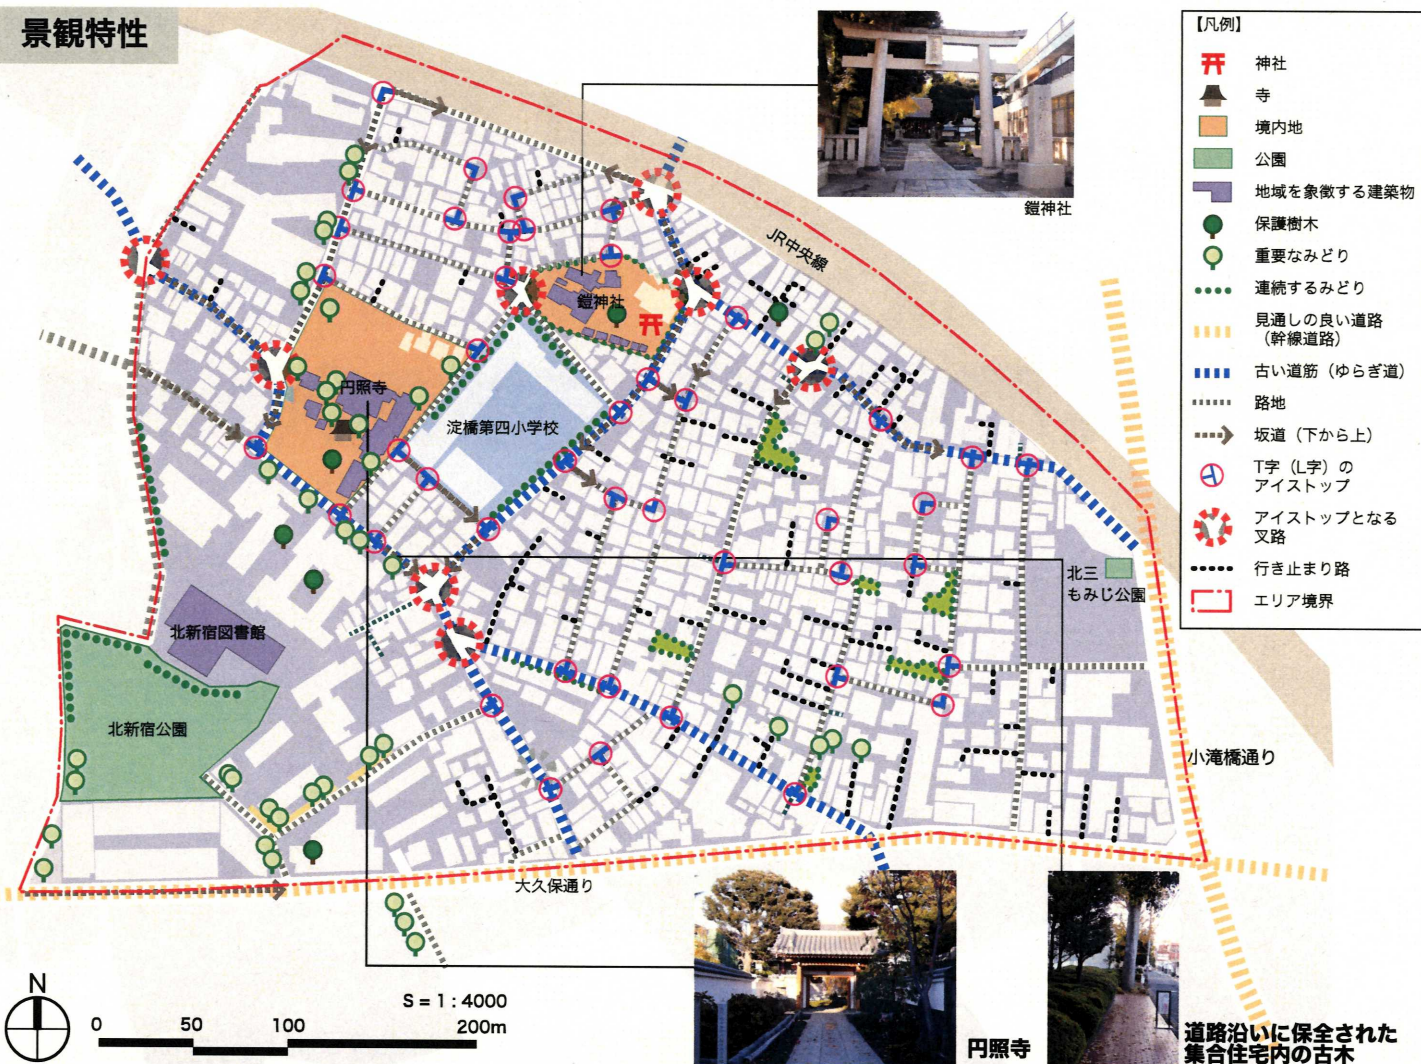 景観特性
鎧神社
JR中央線
鎧神社
円照寺
淀橋第四小学校
北新宿図書館
北新宿公園
北三
もみじ公園
小滝橋通り
大久保通り
【凡例】
神社
寺
境内地
公園
地域を象徴する建築物
保護樹木
重要なみどり
連続するみどり
見通しの良い道路
（幹線道路）
古い道筋（ゆらぎ道）
路地
坂道（下から上）
T字（L字）の
アイストップ
アイストップとなる
叉路
行き止まり路
エリア境界
N
S = 1 : 4000
0 50 100 200m
円照寺
道路沿いに保全された
集合住宅内の古木